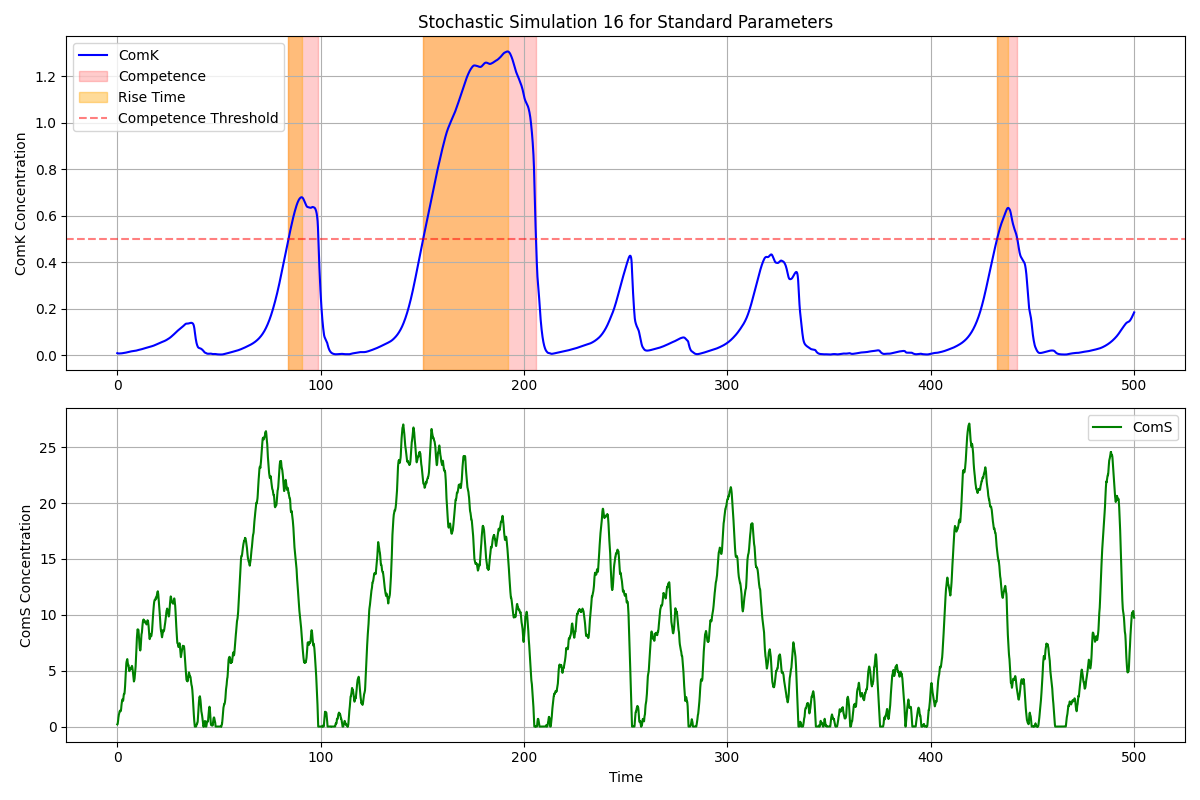 Stochastic Simulation 16 for Standard Parameters
ComK
Competence
Rise Time
Competence Threshold
ComK Concentration
1.2
1.0
0.8
0.6
0.4
0.2
0.0
0 100 200 300 400 500
ComS
ComS Concentration
25
20
15
10
5
0
0 100 200 300 400 500
Time